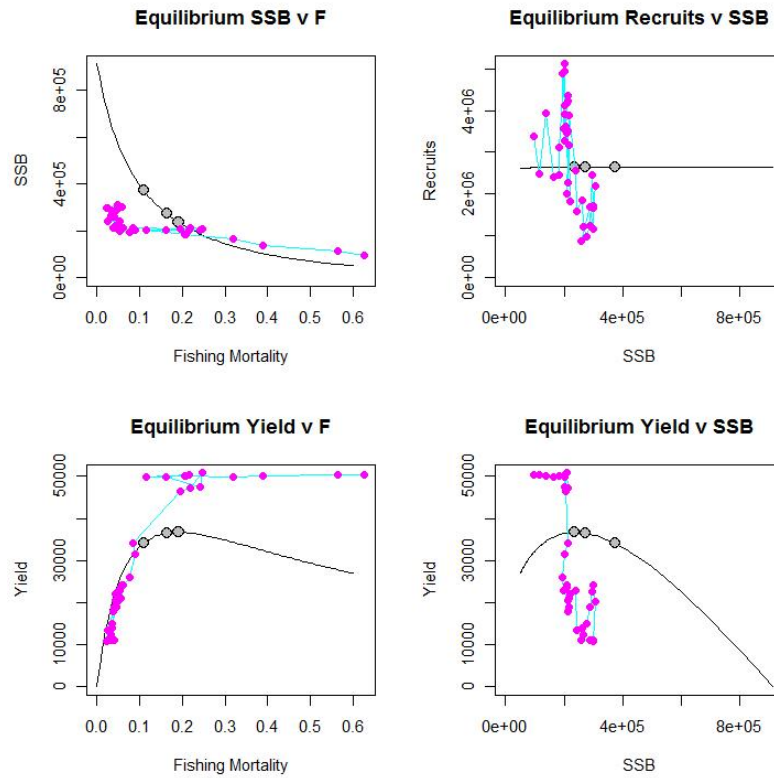 Equilibrium SSB v F
SSB
0e+00
4e+05
8e+05
0.0 0.1 0.2 0.3 0.4 0.5 0.6
Fishing Mortality
Equilibrium Recruits v SSB
Recruits
0e+00
2e+06
4e+06
0e+00 4e+05 8e+05
SSB
Equilibrium Yield v F
Yield
0
10000
30000
50000
0.0 0.1 0.2 0.3 0.4 0.5 0.6
Fishing Mortality
Equilibrium Yield v SSB
Yield
0
10000
30000
50000
0e+00 4e+05 8e+05
SSB